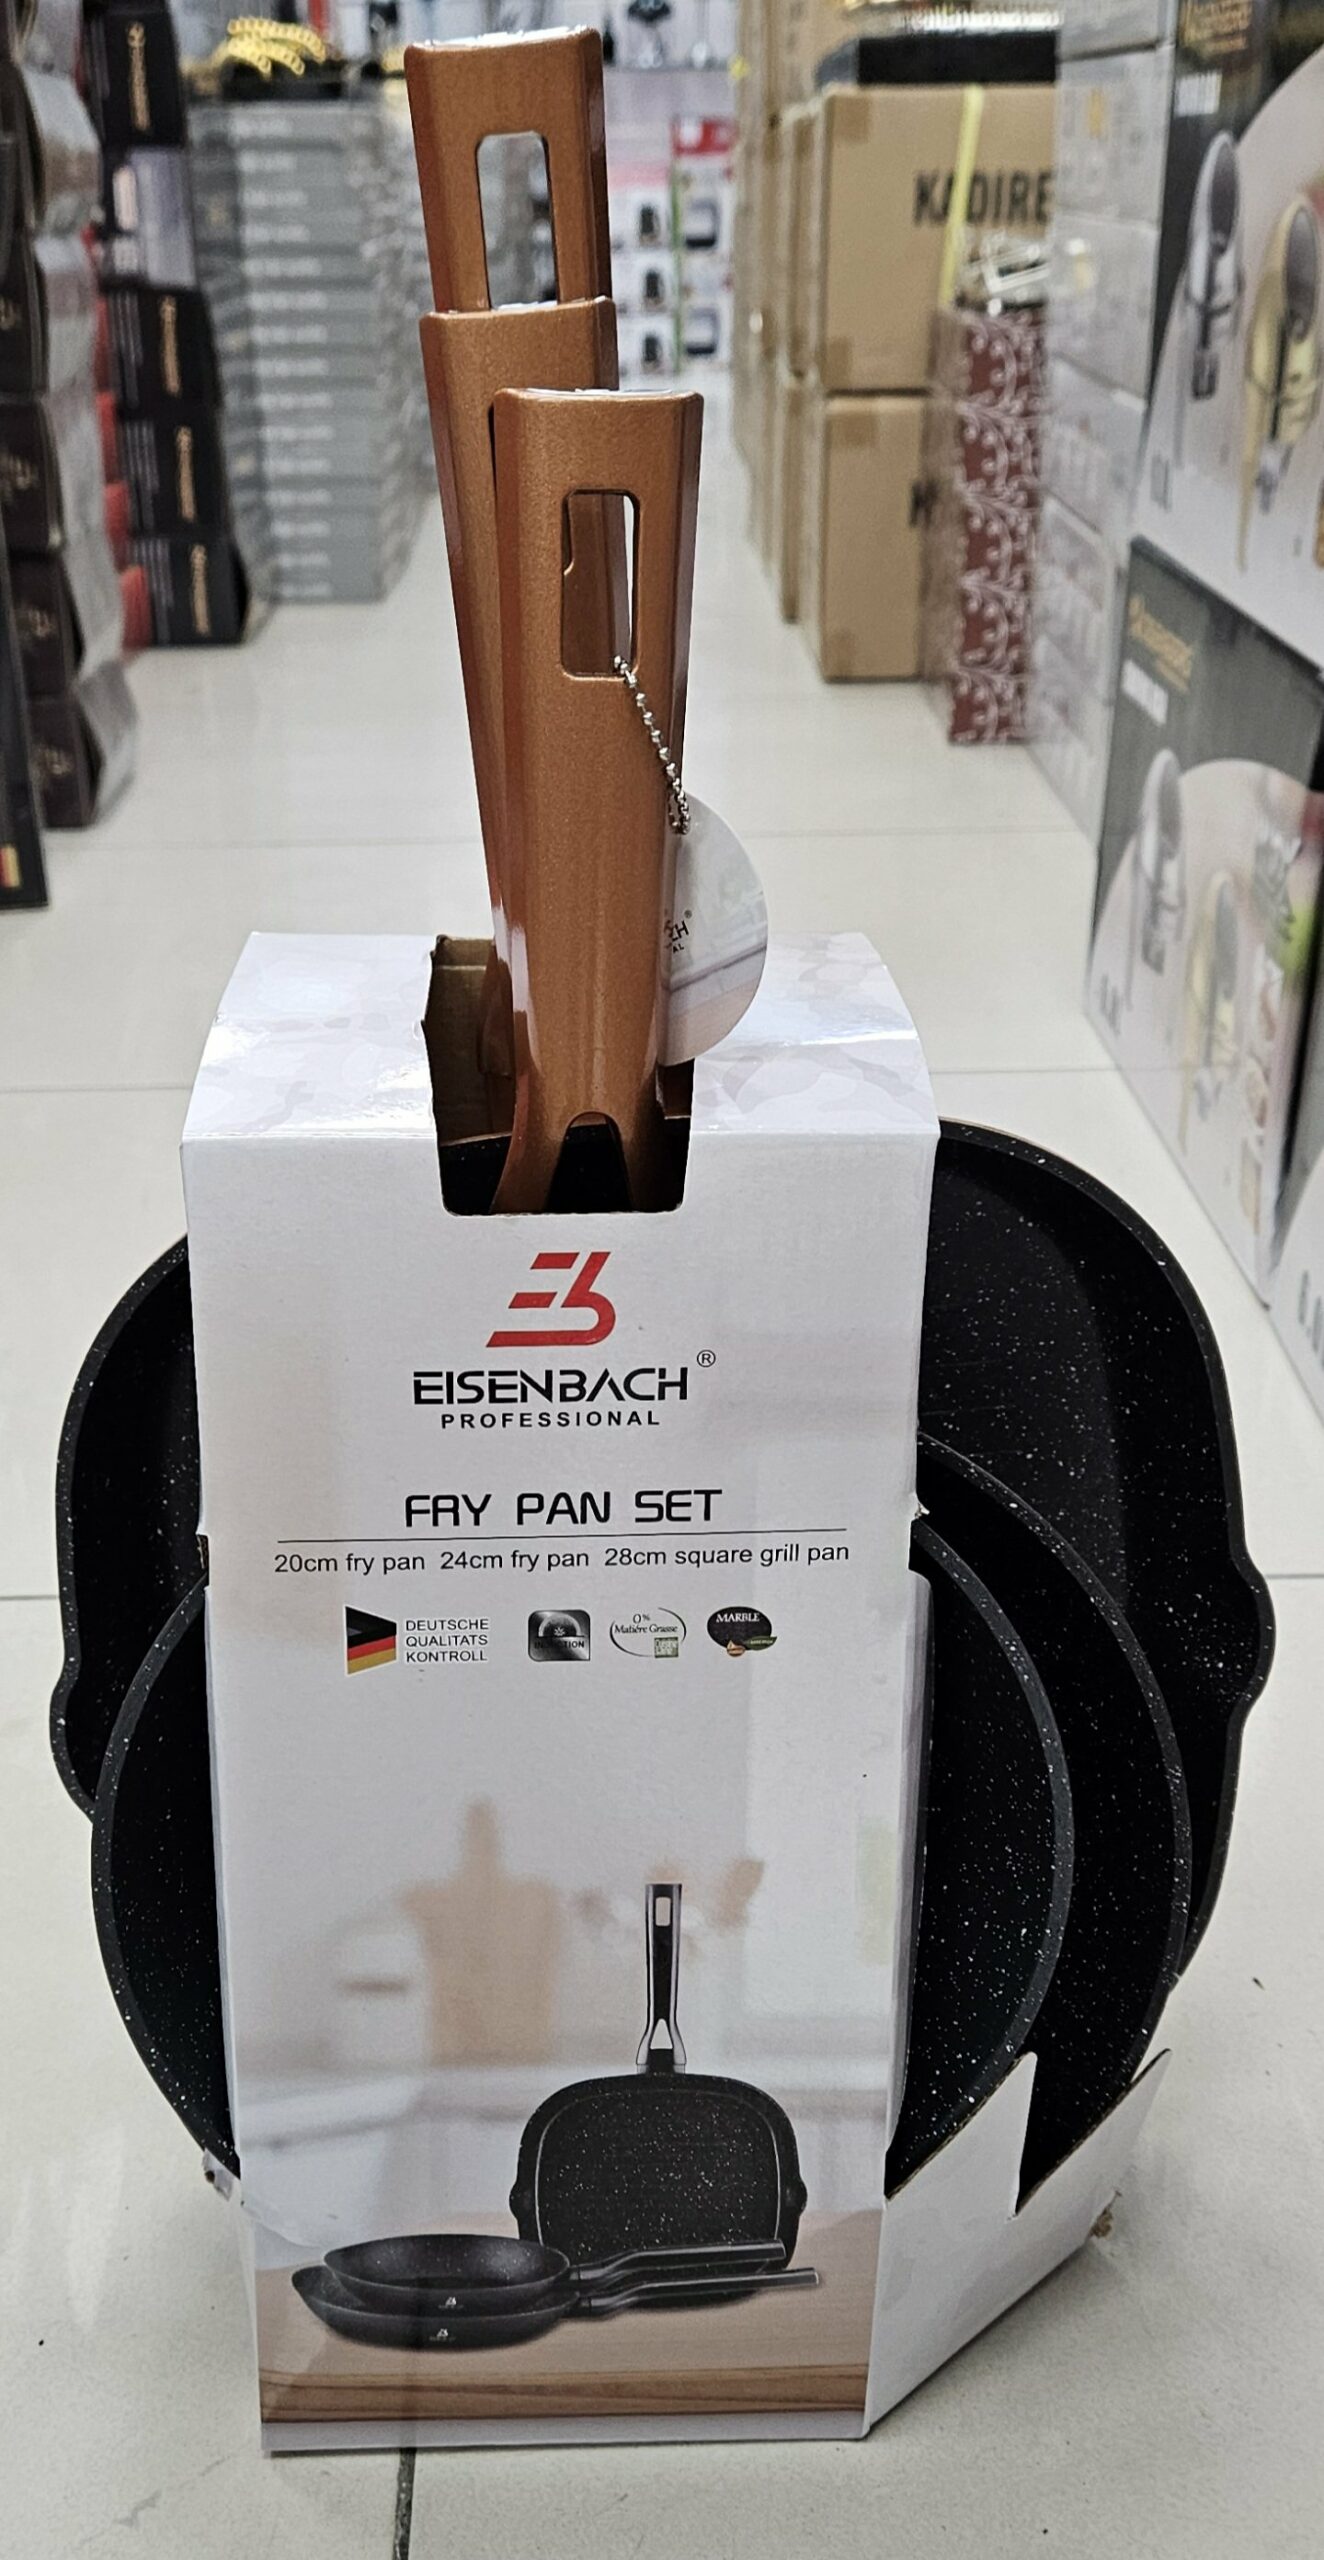 KADIRE
EISENBACH®
PROFESSIONAL
FRY PAN SET
20cm fry pan 24cm fry pan 28cm square grill pan
DEUTSCHE
QUALITATS
KONTROLL
INDUCTION
0%
Matière Grasse
MARBLE